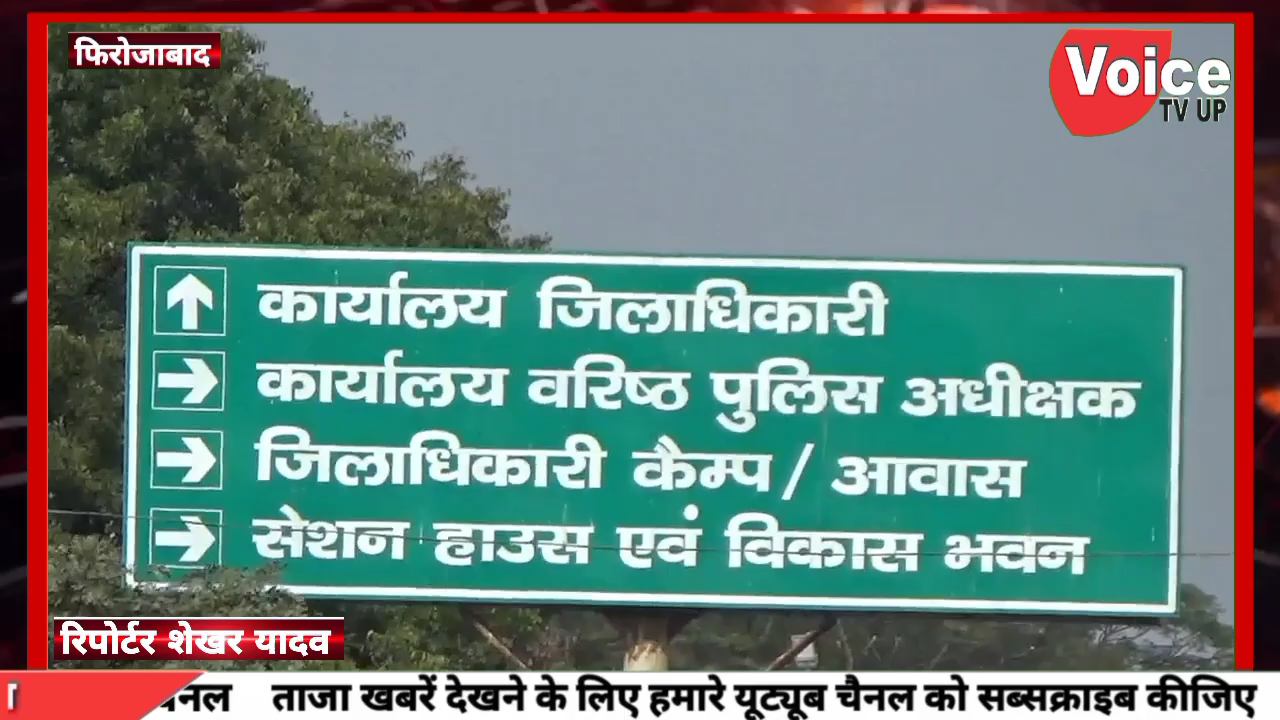 फिरोजाबाद
Voice
TV UP
कार्यालय जिलाधिकारी
कार्यालय वरिष्ठ पुलिस अधीक्षक
जिलाधिकारी कैम्प / आवास
सेशन हाउस एवं विकास भवन
रिपोर्टर शेखर यादव
ताजा खबरें देखने के लिए हमारे यूट्यूब चैनल को सब्सक्राइब कीजिए